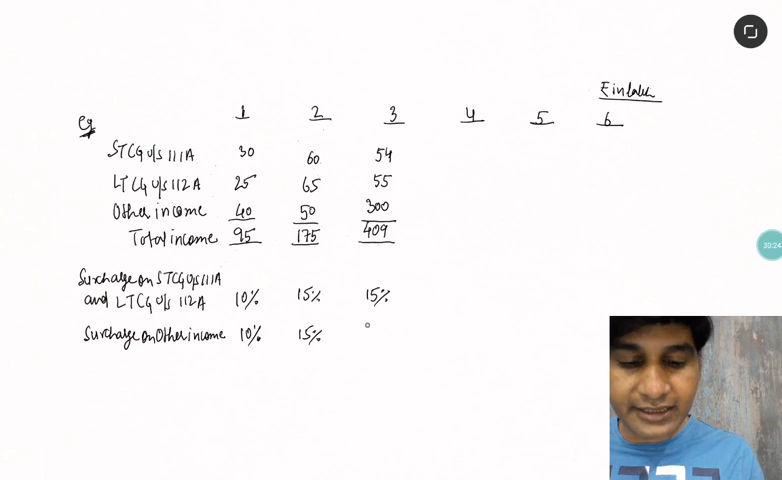 ₹ in lakh
Eg 1 2 3 4 5 6
STCG u/s 111A 30 60 54
LTCG u/s 112A 25 65 55
Other income 40 50 300
Total income 95 175 409
Surcharge on STCG u/s 111A
and LTCG u/s 112A 10% 15% 15%
Surcharge on Other income 10% 15%
30:24